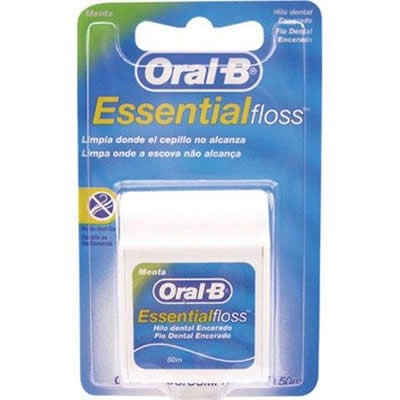 Menta
Hilo dental
Encerado
Fio Dental
Encerado
Oral-B
Essentialfloss™
Limpia donde el cepillo no alcanza
Limpa onde a escova não alcança
Menta
Oral-B
Essentialfloss
Hilo dental Encerado
Fio Dental Encerado
50m
50m